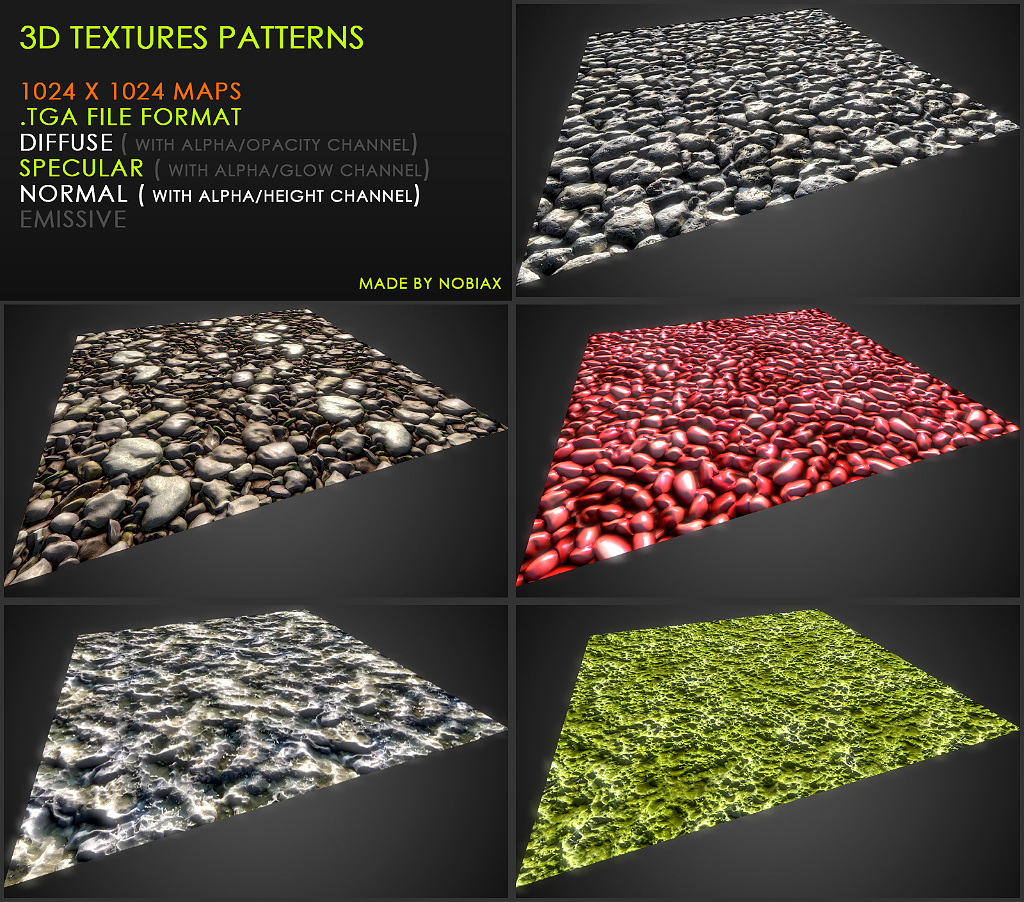 3D TEXTURES PATTERNS
1024 X 1024 MAPS
.TGA FILE FORMAT
DIFFUSE ( WITH ALPHA/OPACITY CHANNEL)
SPECULAR ( WITH ALPHA/GLOW CHANNEL)
NORMAL ( WITH ALPHA/HEIGHT CHANNEL)
EMISSIVE
MADE BY NOBIAX